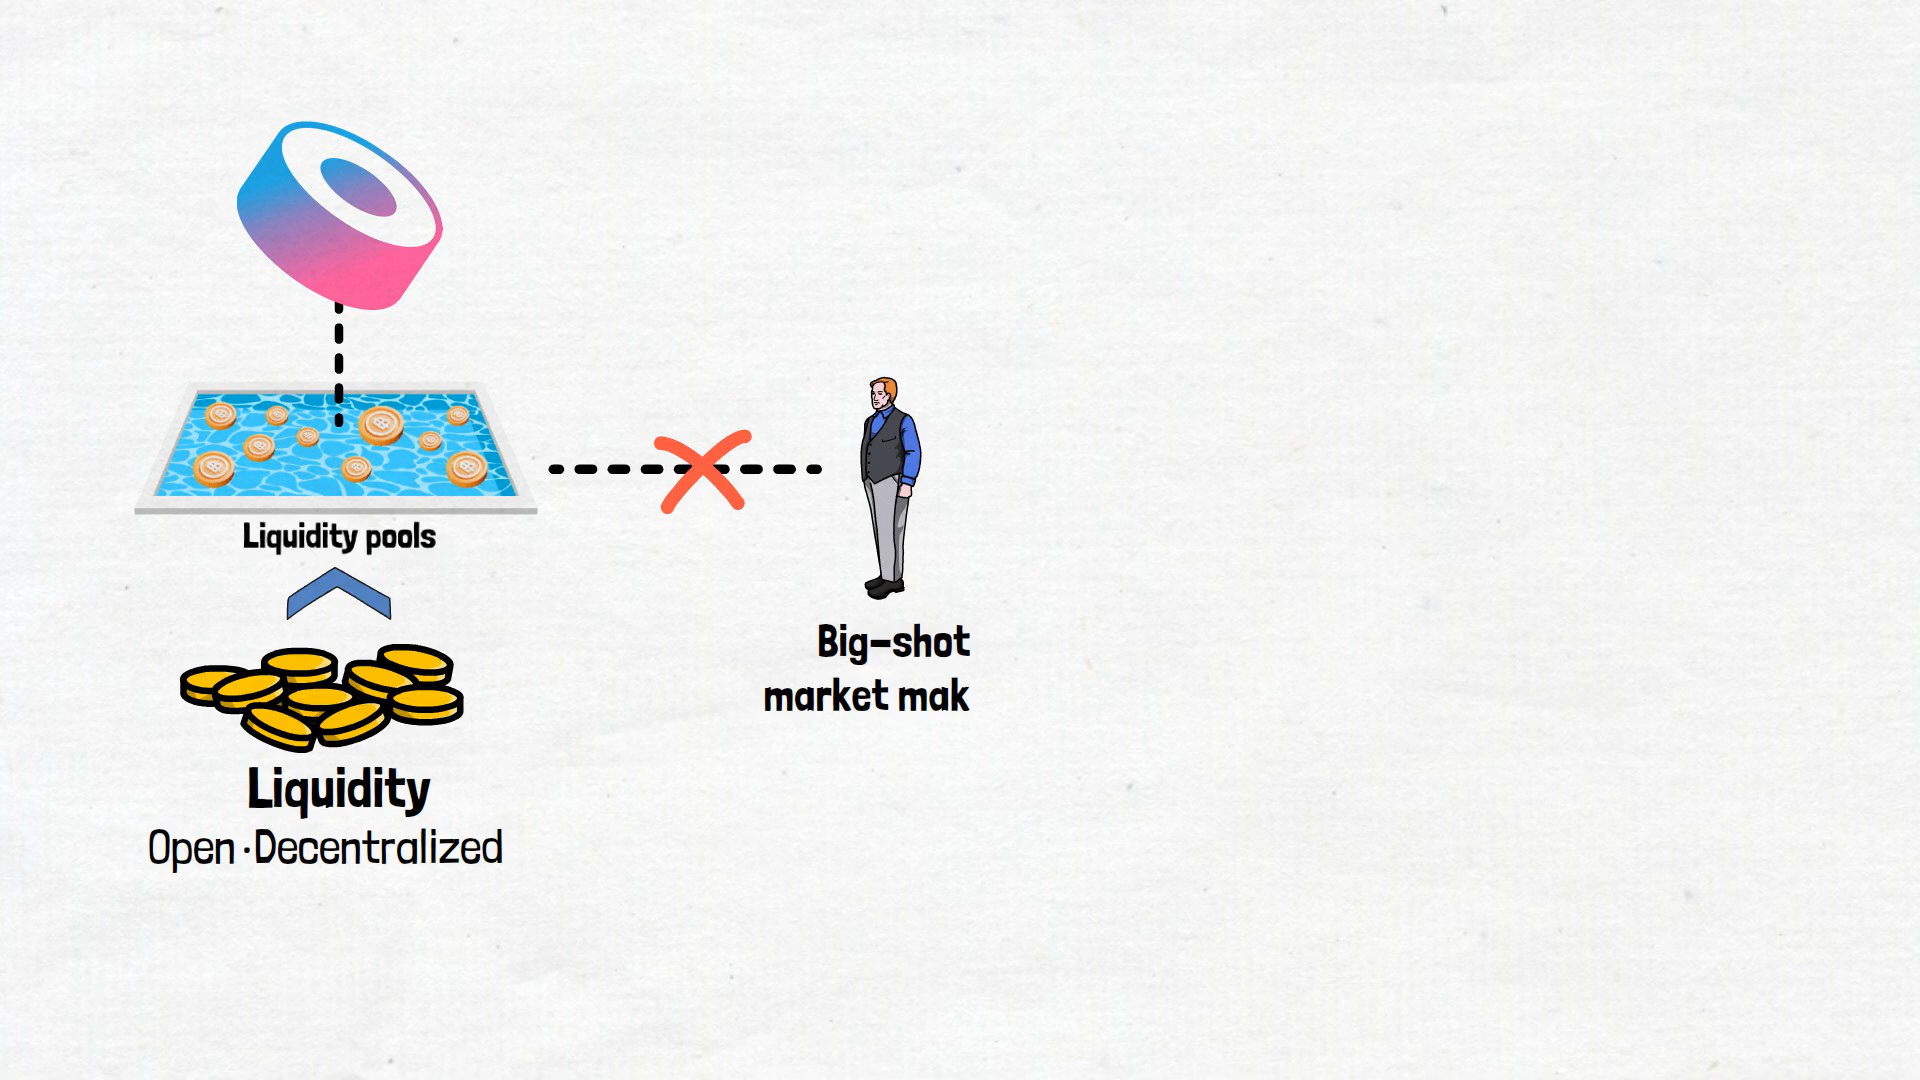 Liquidity pools
Liquidity
Open · Decentralized
Big-shot
market mak